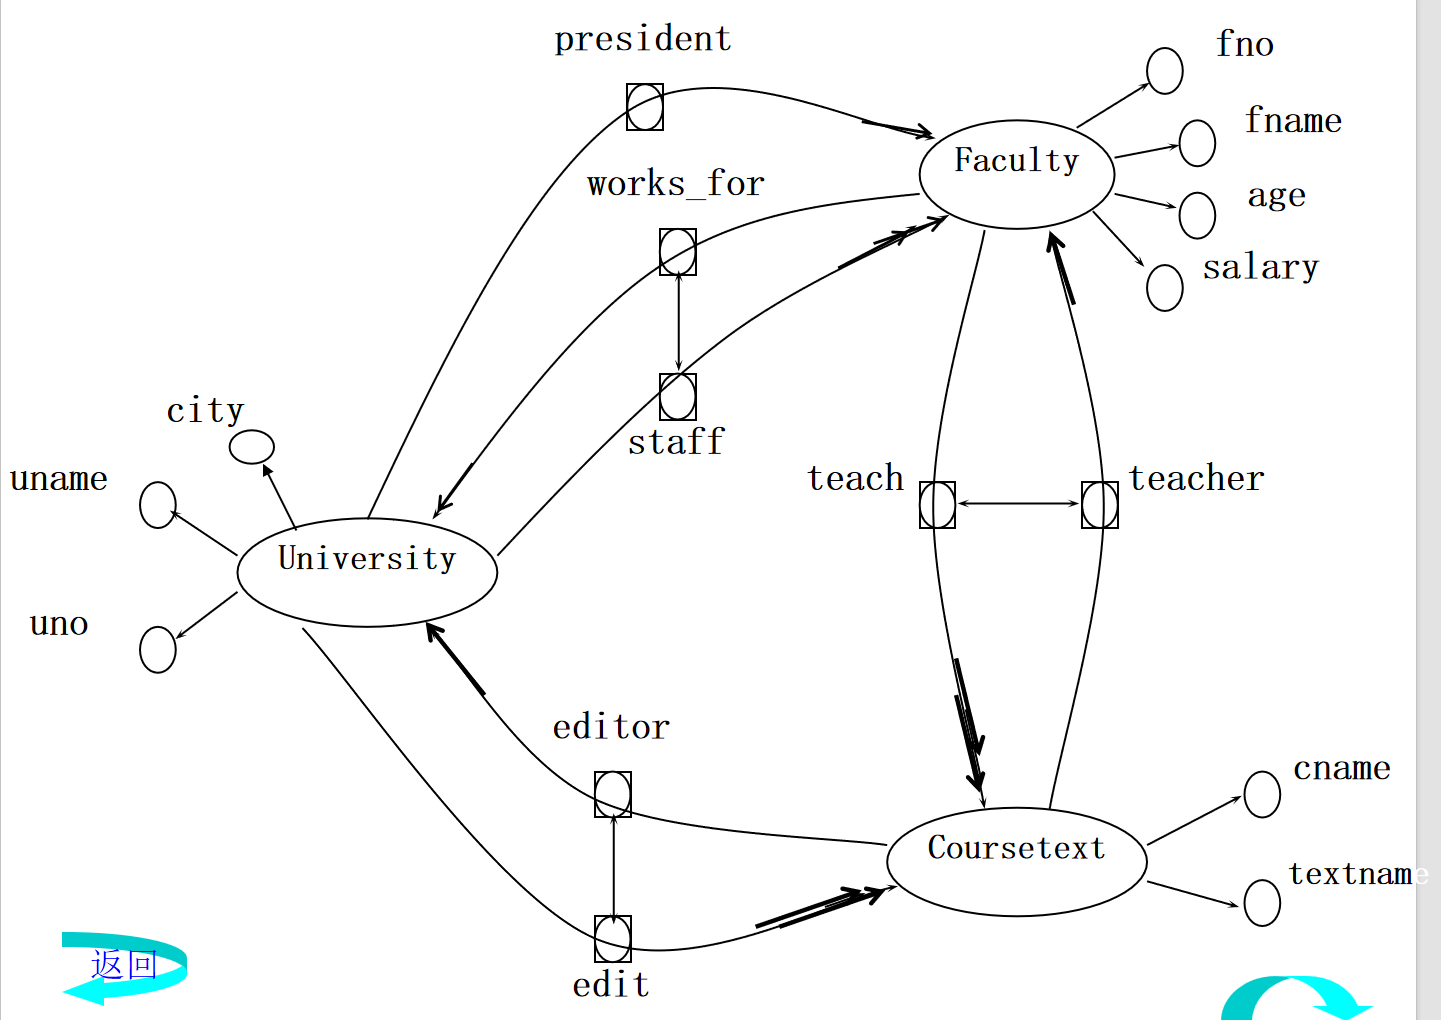 president
fno
fname
Faculty
works_for
age
salary
city
staff
uname
teach
teacher
University
uno
editor
cname
Coursetext
textname
返回
edit